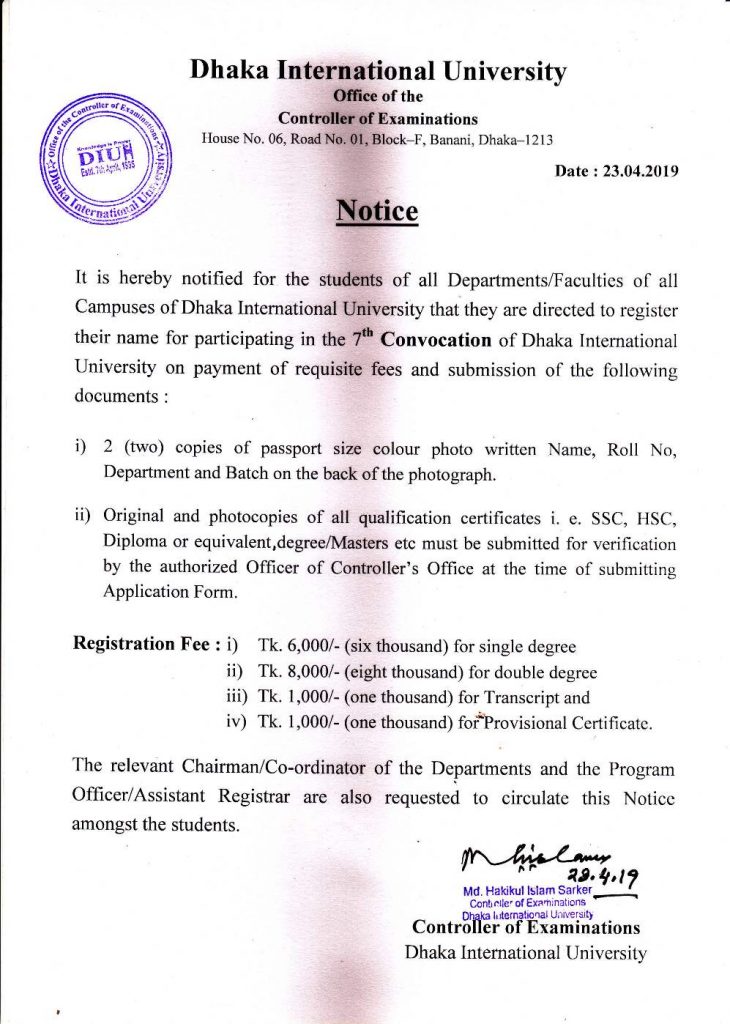 Dhaka International University
Office of the
Controller of Examinations
House No. 06, Road No. 01, Block–F, Banani, Dhaka–1213
Office of the Controller of Examinations
Knowledge is Power
DIU
Estd. 7th April, 1995
Dhaka International University
Date : 23.04.2019
Notice
It is hereby notified for the students of all Departments/Faculties of all
Campuses of Dhaka International University that they are directed to register
their name for participating in the 7th Convocation of Dhaka International
University on payment of requisite fees and submission of the following
documents :
i) 2 (two) copies of passport size colour photo written Name, Roll No,
Department and Batch on the back of the photograph.
ii) Original and photocopies of all qualification certificates i. e. SSC, HSC,
Diploma or equivalent,degree/Masters etc must be submitted for verification
by the authorized Officer of Controller's Office at the time of submitting
Application Form.
Registration Fee : i) Tk. 6,000/- (six thousand) for single degree
ii) Tk. 8,000/- (eight thousand) for double degree
iii) Tk. 1,000/- (one thousand) for Transcript and
iv) Tk. 1,000/- (one thousand) for Provisional Certificate.
The relevant Chairman/Co-ordinator of the Departments and the Program
Officer/Assistant Registrar are also requested to circulate this Notice
amongst the students.
23.4.19
Md. Hakikul Islam Sarker
Controller of Examinations
Dhaka International University
Controller of Examinations
Dhaka International University